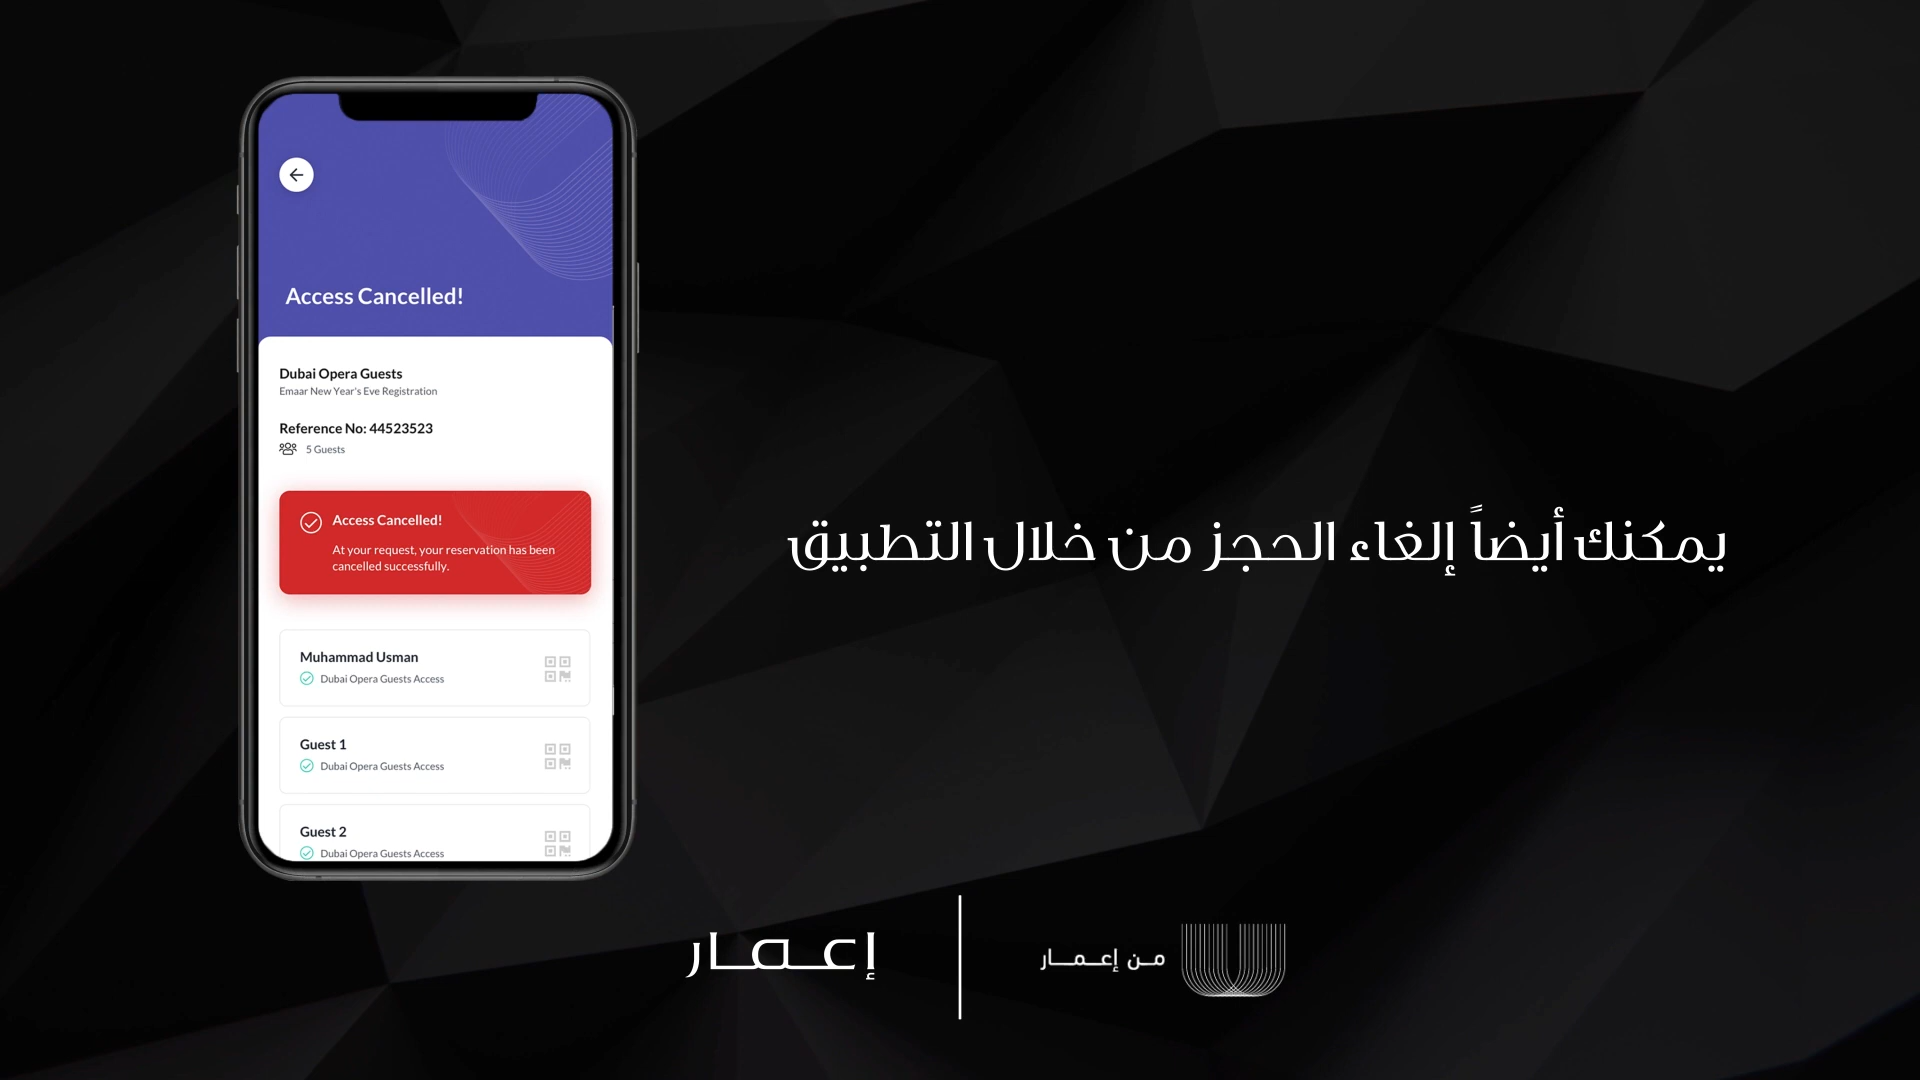 Access Cancelled!
Dubai Opera Guests
Emaar New Year's Eve Registration
Reference No: 44523523
5 Guests
Access Cancelled!
At your request, your reservation has been
cancelled successfully.
Muhammad Usman
Dubai Opera Guests Access
Guest 1
Dubai Opera Guests Access
Guest 2
Dubai Opera Guests Access
يمكنك أيضاً إلغاء الحجز من خلال التطبيق
إعمار
U من إعمار